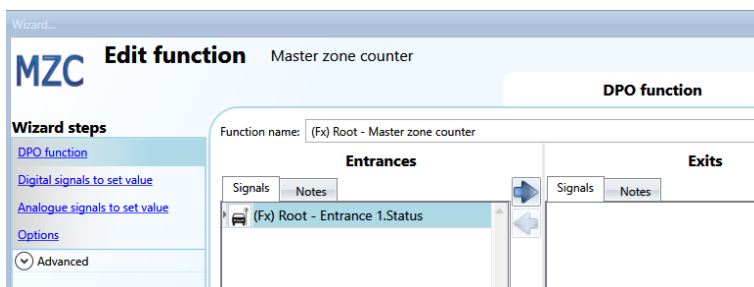 Wizard...
MZC Edit function Master zone counter
DPO function
Wizard steps
DPO function
Digital signals to set value
Analogue signals to set value
Options
Advanced
Function name: (Fx) Root - Master zone counter
Entrances
Signals Notes
(Fx) Root - Entrance 1.Status
Exits
Signals Notes